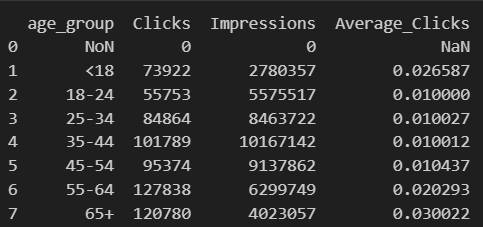 age_group Clicks Impressions Average_Clicks
0 NoN 0 0 NaN
1 <18 73922 2780357 0.026587
2 18-24 55753 5575517 0.010000
3 25-34 84864 8463722 0.010027
4 35-44 101789 10167142 0.010012
5 45-54 95374 9137862 0.010437
6 55-64 127838 6299749 0.020293
7 65+ 120780 4023057 0.030022